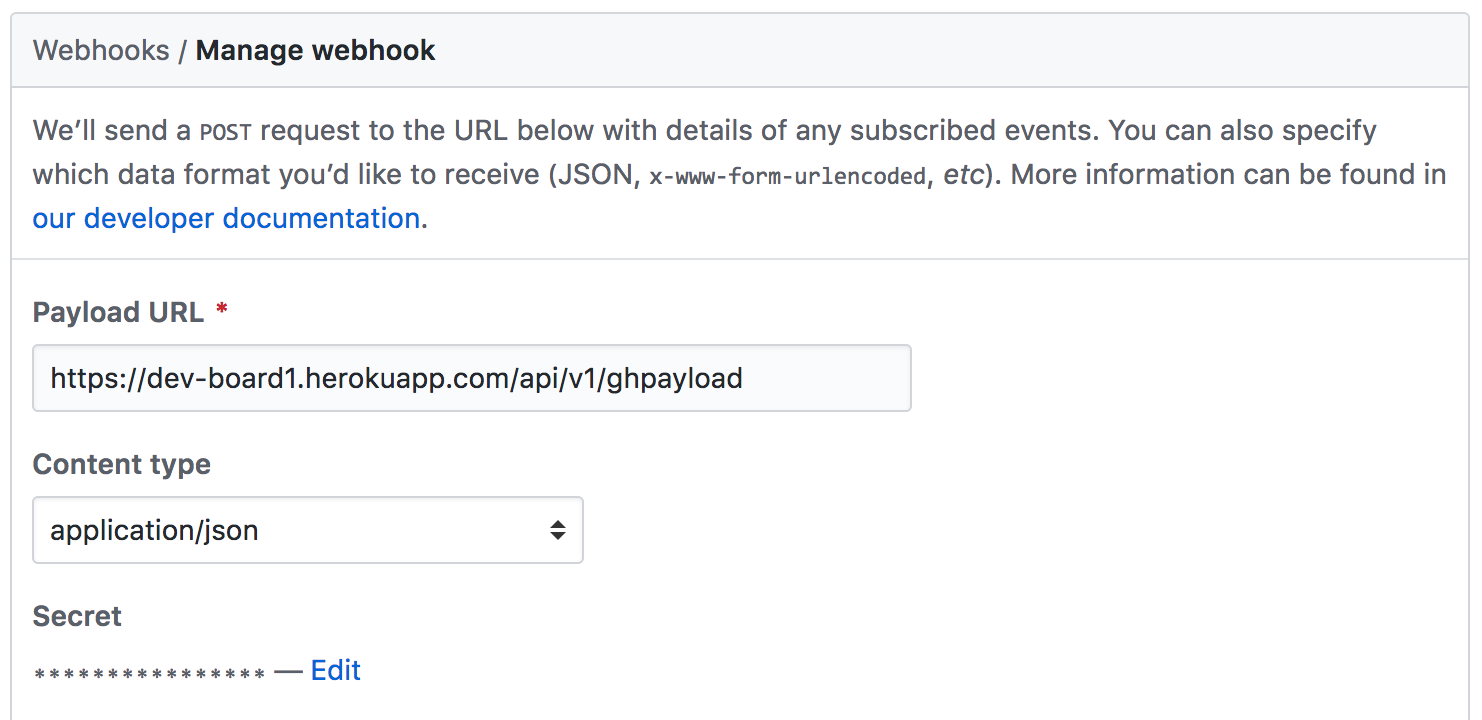 Webhooks / Manage webhook
We’ll send a POST request to the URL below with details of any subscribed events. You can also specify
which data format you’d like to receive (JSON, x-www-form-urlencoded, etc). More information can be found in
our developer documentation.
Payload URL *
https://dev-board1.herokuapp.com/api/v1/ghpayload
Content type
application/json
Secret
**************** — Edit